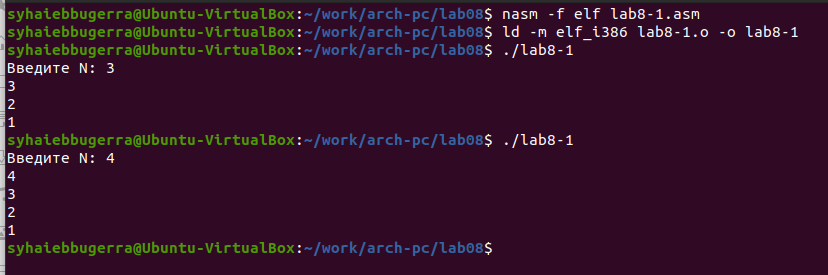 syhaiebbugerra@Ubuntu-VirtualBox:~/work/arch-pc/lab08$ nasm -f elf lab8-1.asm
syhaiebbugerra@Ubuntu-VirtualBox:~/work/arch-pc/lab08$ ld -m elf_i386 lab8-1.o -o lab8-1
syhaiebbugerra@Ubuntu-VirtualBox:~/work/arch-pc/lab08$ ./lab8-1
Введите N: 3
3
2
1
syhaiebbugerra@Ubuntu-VirtualBox:~/work/arch-pc/lab08$ ./lab8-1
Введите N: 4
4
3
2
1
syhaiebbugerra@Ubuntu-VirtualBox:~/work/arch-pc/lab08$